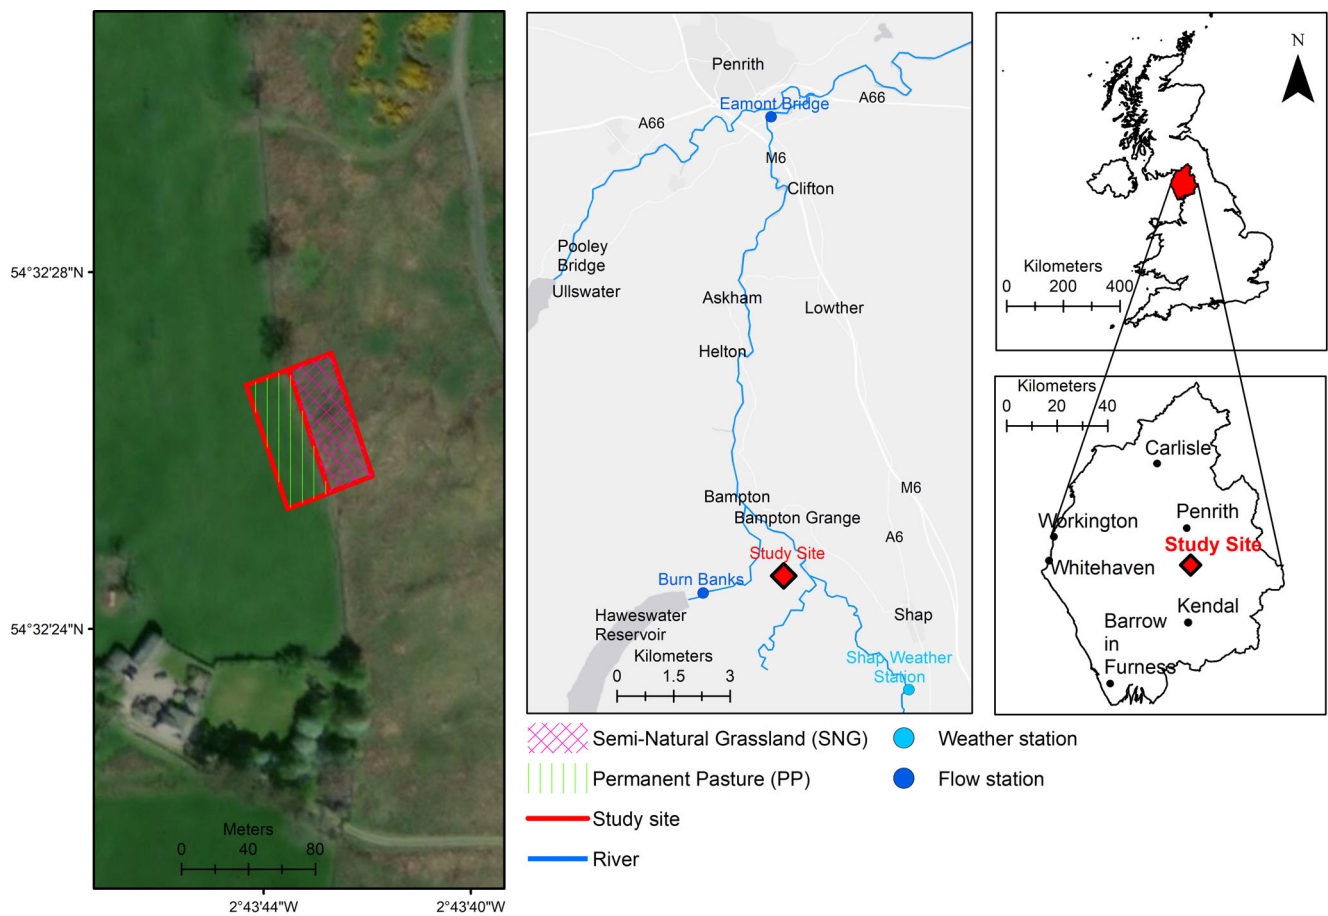 54°32'28"N
54°32'24"N
Meters
0 40 80
2°43'44"W
2°43'40"W
Penrith
Eamont Bridge
A66
A66
M6
Clifton
Pooley
Bridge
Ullswater
Askham
Lowther
Helton
M6
Bampton
Bampton Grange
A6
Study Site
Burn Banks
Haweswater
Reservoir
Shap
Kilometers
0 1.5 3
Shap Weather
Station
N
Kilometers
0 200 400
Kilometers
0 20 40
Carlisle
Workington
Penrith
Study Site
Whitehaven
Kendal
Barrow
in
Furness
Semi-Natural Grassland (SNG)
Weather station
Permanent Pasture (PP)
Flow station
Study site
River